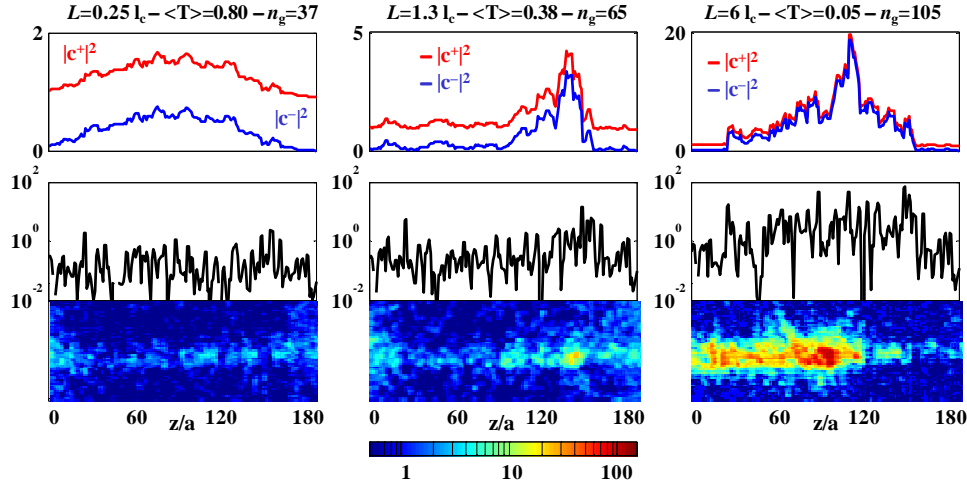 L=0.25 l_c – <T>=0.80 – n_g=37
L=1.3 l_c – <T>=0.38 – n_g=65
L=6 l_c – <T>=0.05 – n_g=105
2
1
0
|c⁺|²
|c⁻|²
5
0
|c⁺|²
|c⁻|²
20
10
0
|c⁺|²
|c⁻|²
10²
10⁰
10⁻²
10²
10⁰
10⁻²
10²
10⁰
10⁻²
0 60 120 180
z/a
0 60 120 180
z/a
0 60 120 180
z/a
1 10 100